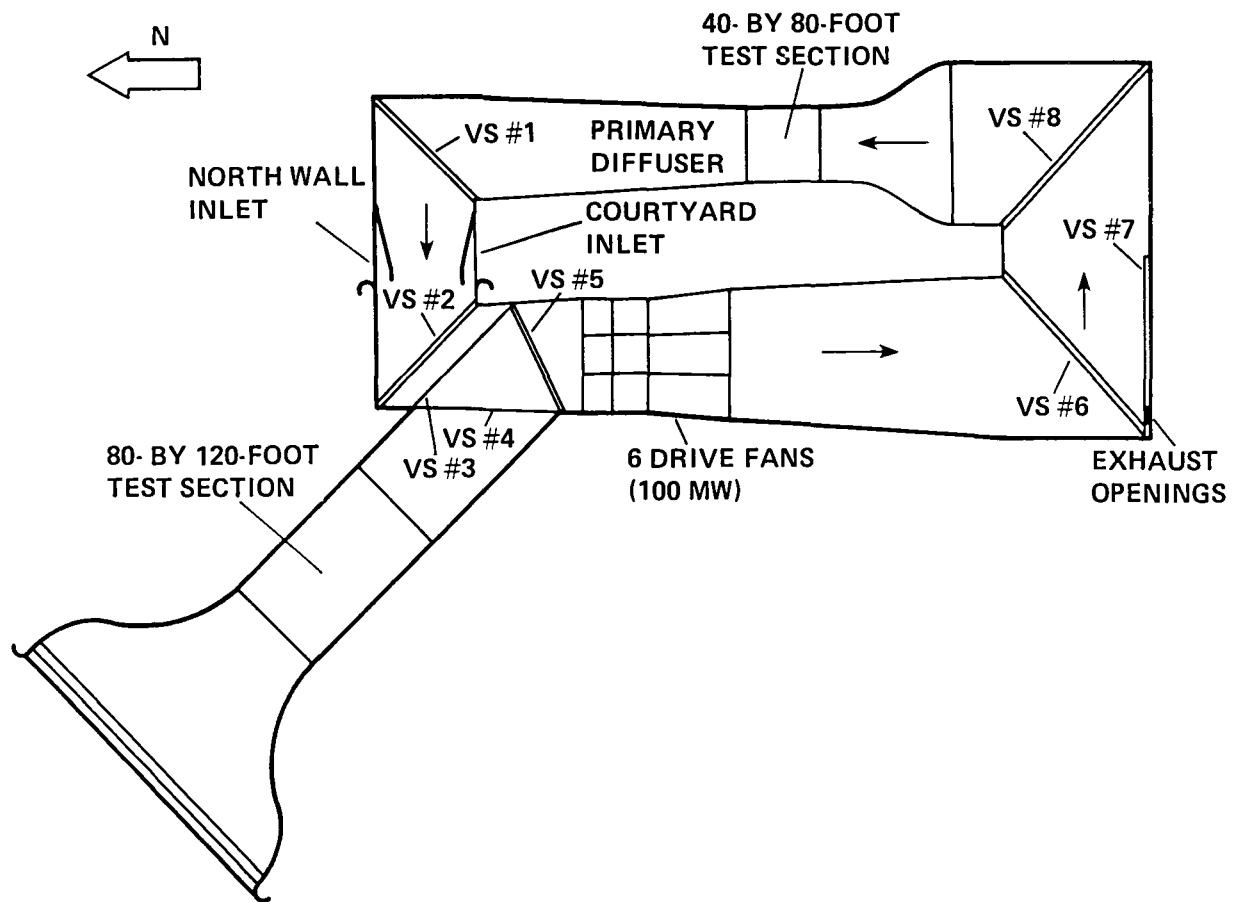 N
40- BY 80-FOOT
TEST SECTION
VS #1
PRIMARY
DIFFUSER
VS #8
NORTH WALL
INLET
COURTYARD
INLET
VS #7
VS #5
VS #2
VS #6
VS #4
VS #3
80- BY 120-FOOT
TEST SECTION
6 DRIVE FANS
(100 MW)
EXHAUST
OPENINGS